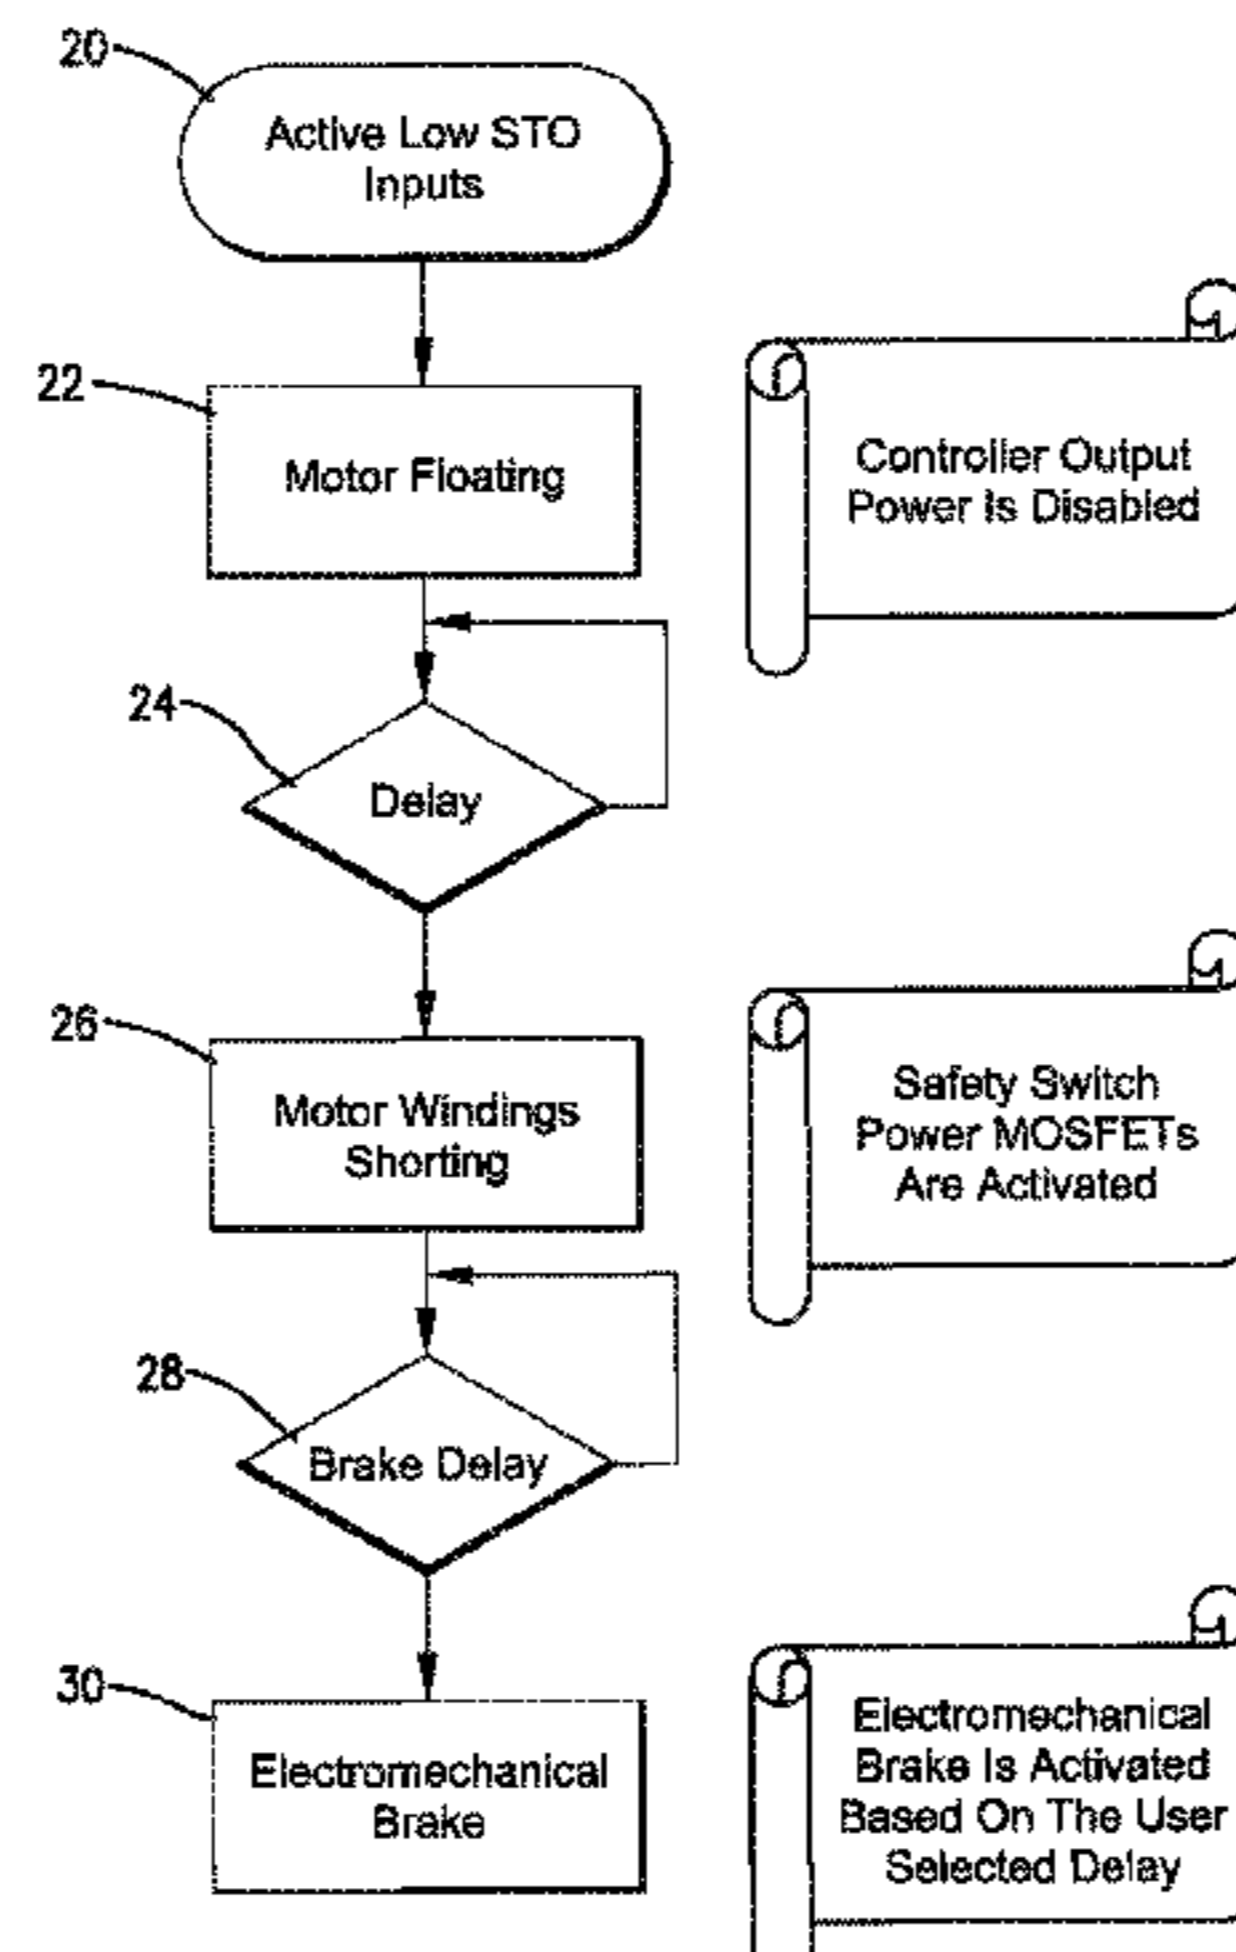 20
Active Low STO
Inputs
22
Motor Floating
Controller Output
Power Is Disabled
24
Delay
26
Motor Windings
Shorting
Safety Switch
Power MOSFETs
Are Activated
28
Brake Delay
30
Electromechanical
Brake
Electromechanical
Brake Is Activated
Based On The User
Selected Delay